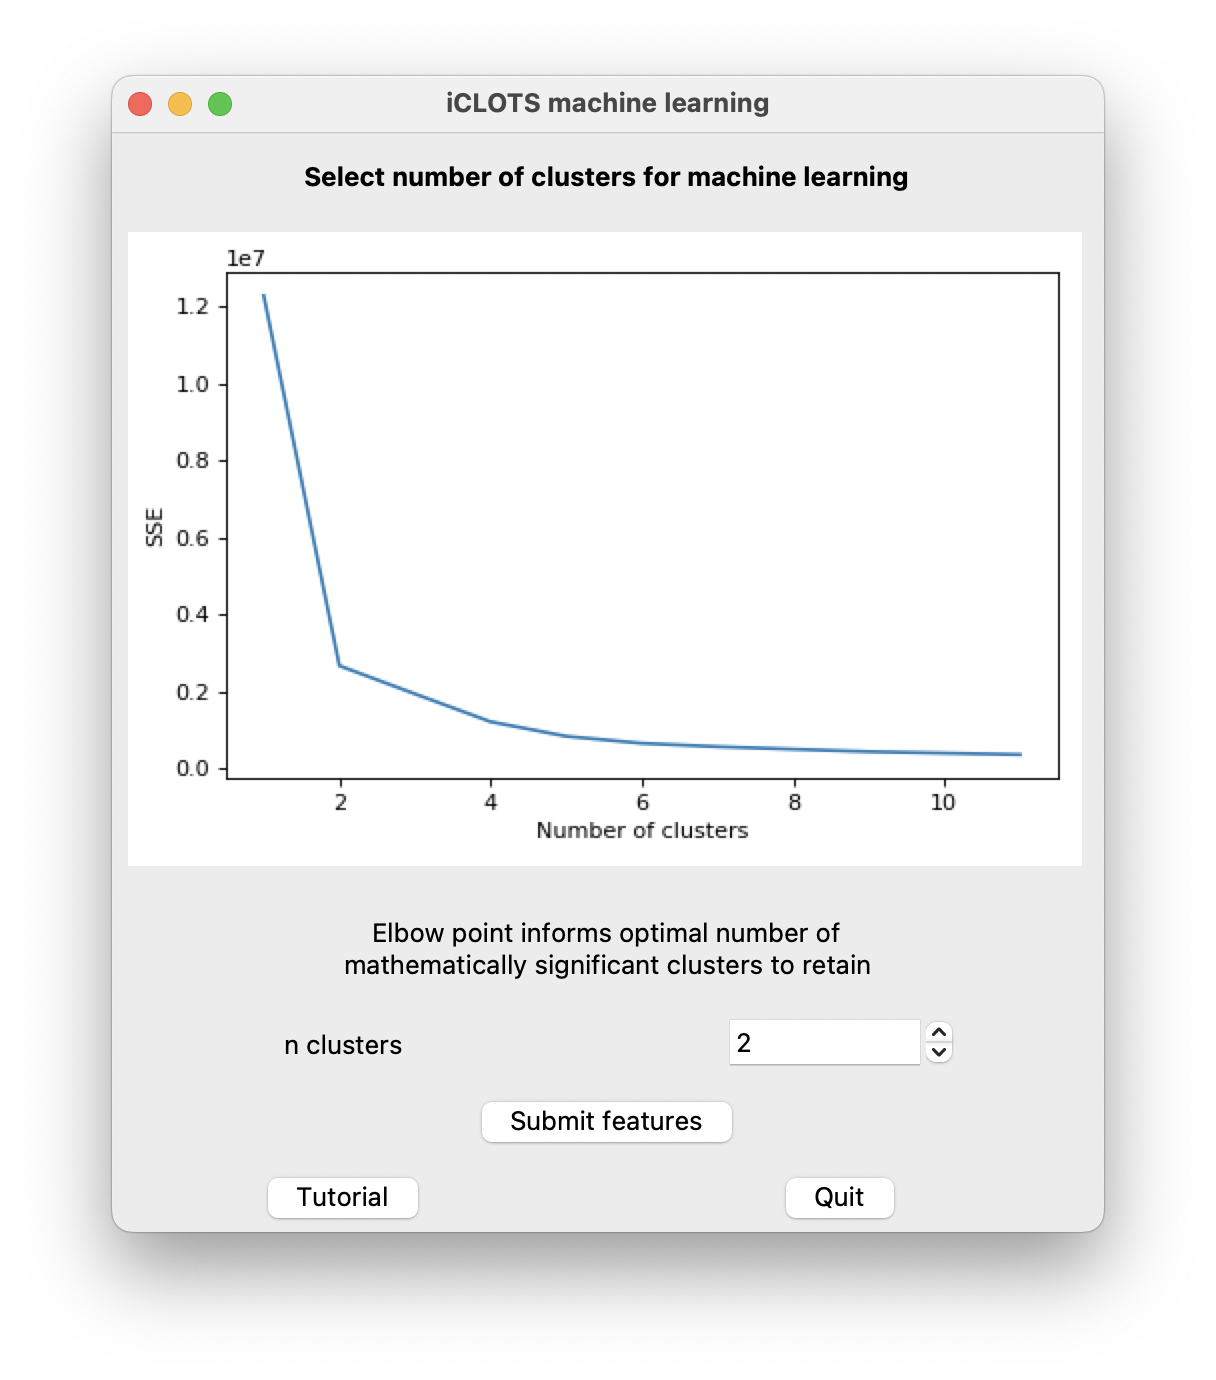 iCLOTS machine learning
Select number of clusters for machine learning
1e7
1.2
1.0
0.8
0.6
0.4
0.2
0.0
SSE
2 4 6 8 10
Number of clusters
Elbow point informs optimal number of
mathematically significant clusters to retain
n clusters 2
Submit features
Tutorial Quit